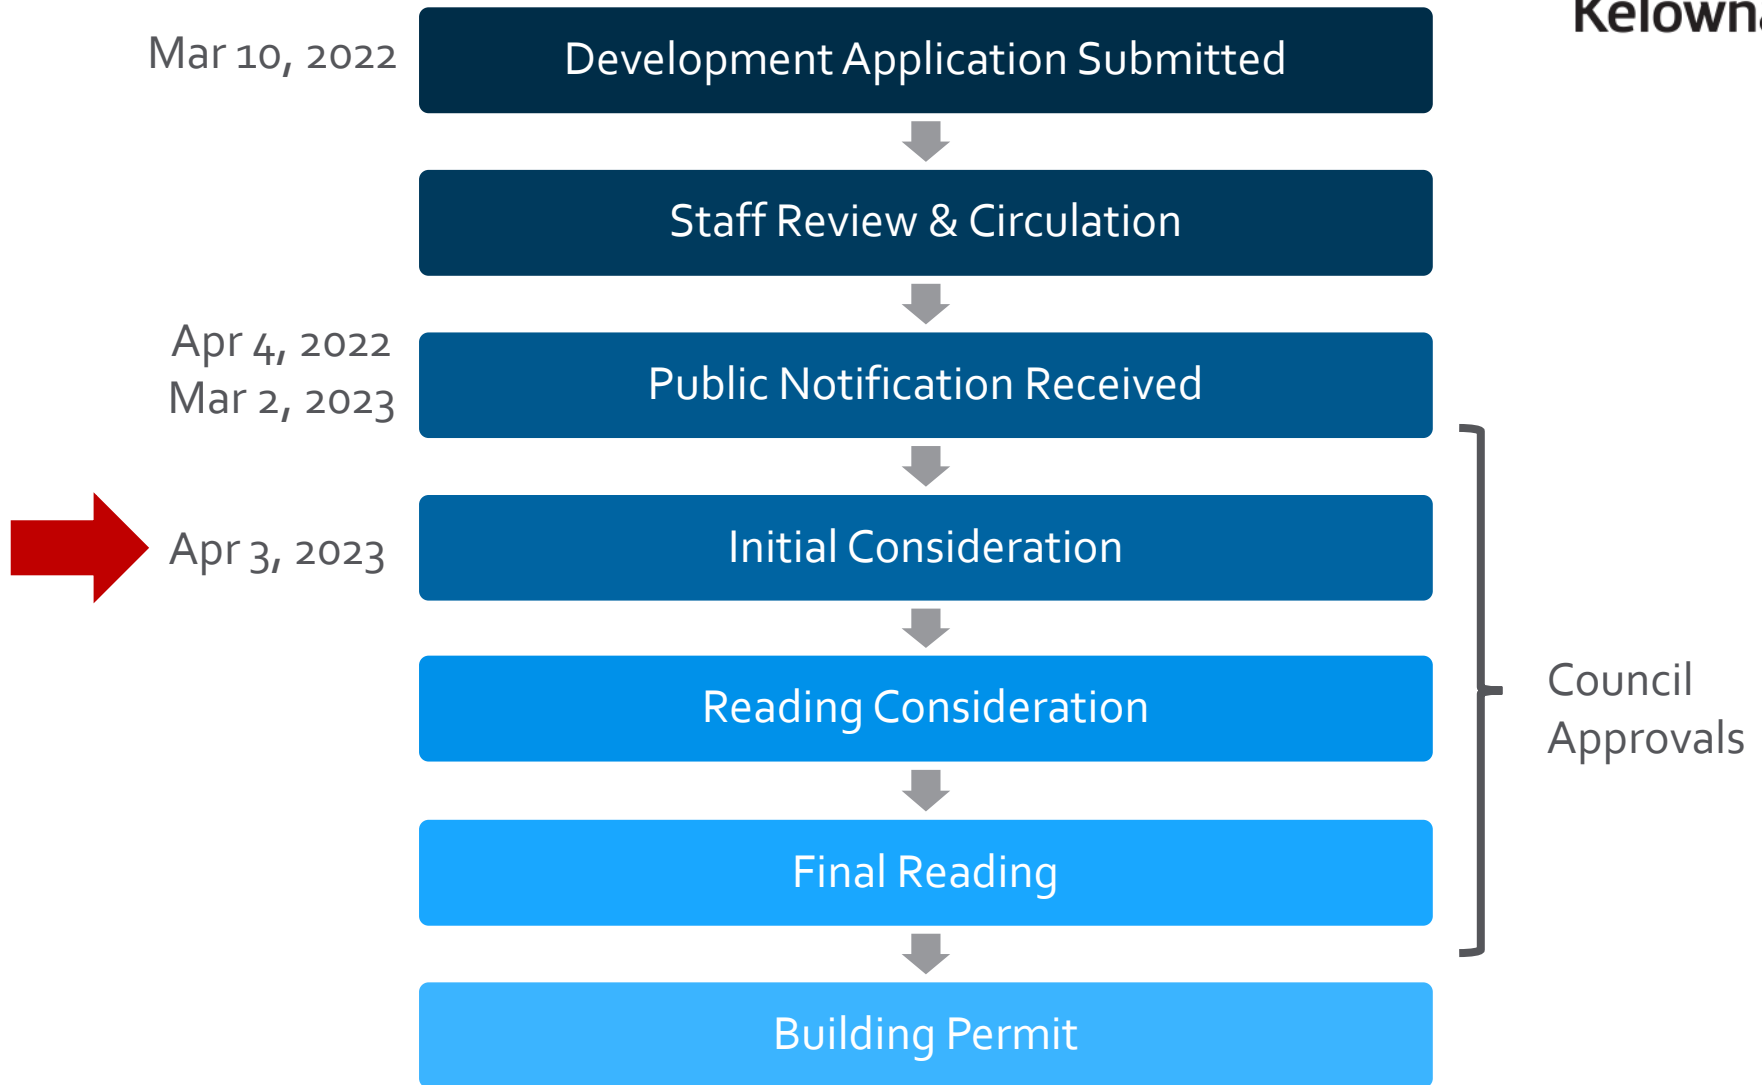 Kelowna
Mar 10, 2022
Development Application Submitted
Staff Review & Circulation
Apr 4, 2022
Mar 2, 2023
Public Notification Received
Apr 3, 2023
Initial Consideration
Reading Consideration
Council
Approvals
Final Reading
Building Permit